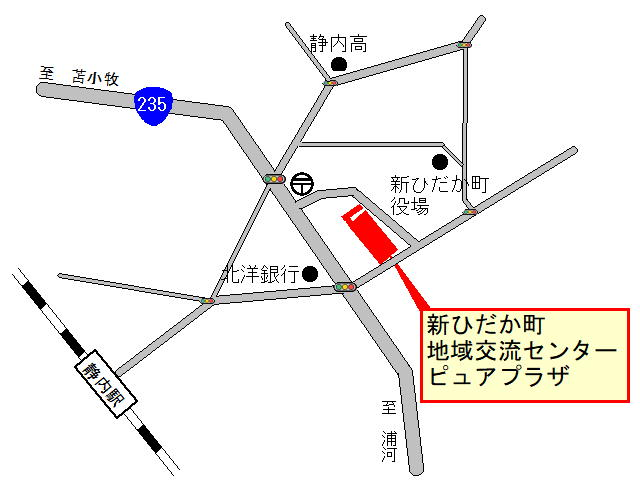 静内高
至 苫小牧
235
新ひだか町
役場
北洋銀行
新ひだか町
地域交流センター
ピュアプラザ
静内駅
至 浦河